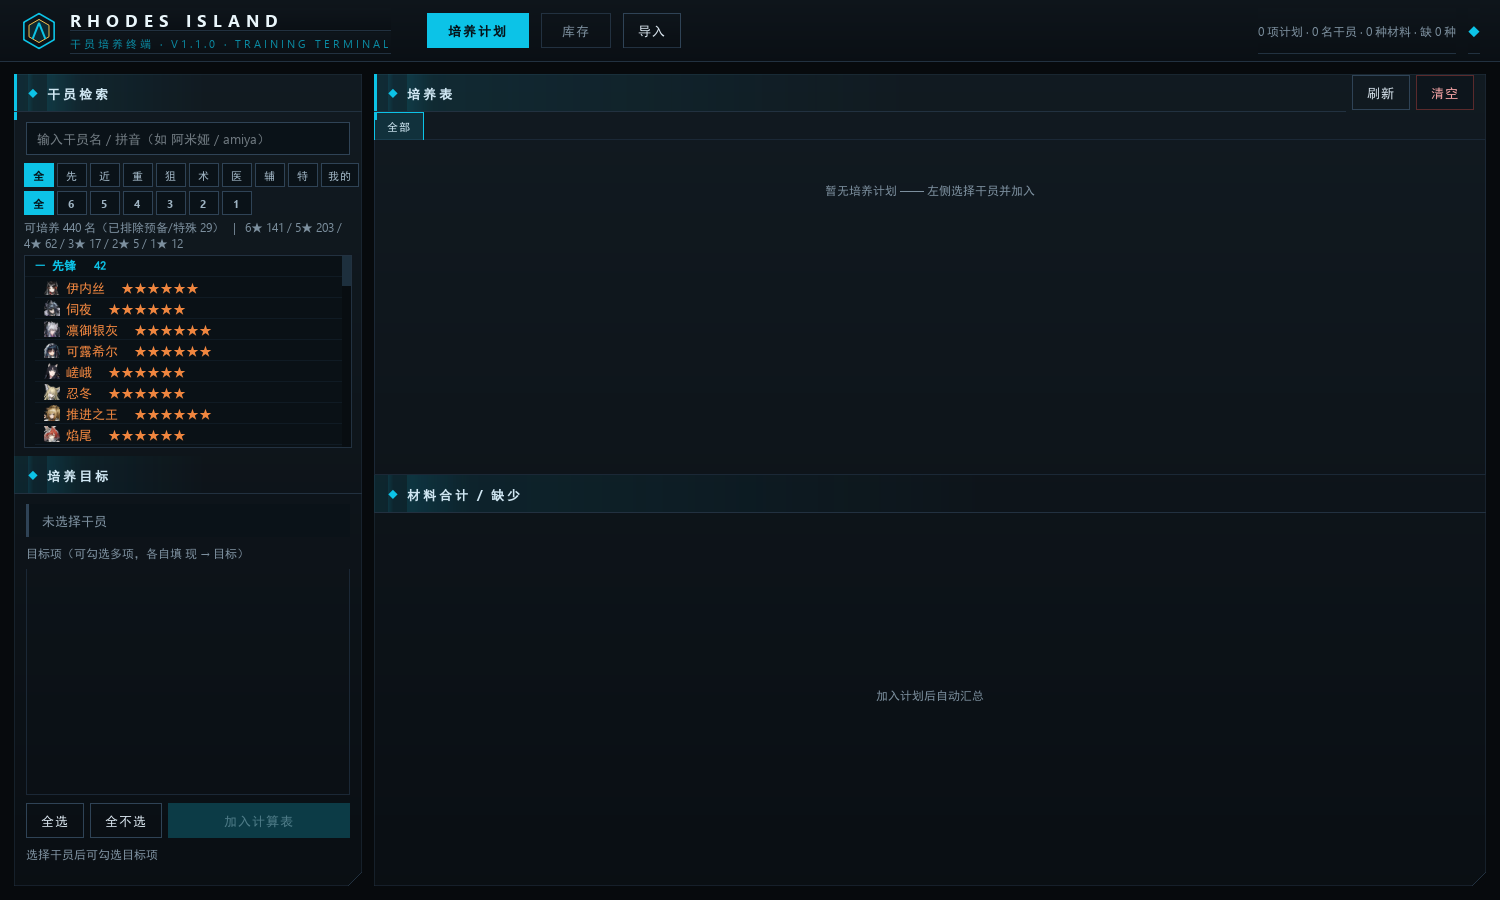 RHODES ISLAND
干员培养终端 · V1.1.0 · TRAINING TERMINAL
培养计划
库存
导入
0 项计划 · 0 名干员 · 0 种材料 · 缺 0 种
干员检索
输入干员名 / 拼音（如 阿米娅 / amiya）
全 先 近 重 狙 术 医 辅 特 我的
全 6 5 4 3 2 1
可培养 440 名（已排除预备/特殊 29） | 6★ 141 / 5★ 203 /
4★ 62 / 3★ 17 / 2★ 5 / 1★ 12
一 先锋 42
伊内丝 ★★★★★★
伺夜 ★★★★★★
凛御银灰 ★★★★★★
可露希尔 ★★★★★★
嵯峨 ★★★★★★
忍冬 ★★★★★★
推进之王 ★★★★★★
焰尾 ★★★★★★
培养目标
未选择干员
目标项（可勾选多项，各自填 现 → 目标）
全选
全不选
加入计算表
选择干员后可勾选目标项
培养表
刷新
清空
全部
暂无培养计划 —— 左侧选择干员并加入
材料合计 / 缺少
加入计划后自动汇总